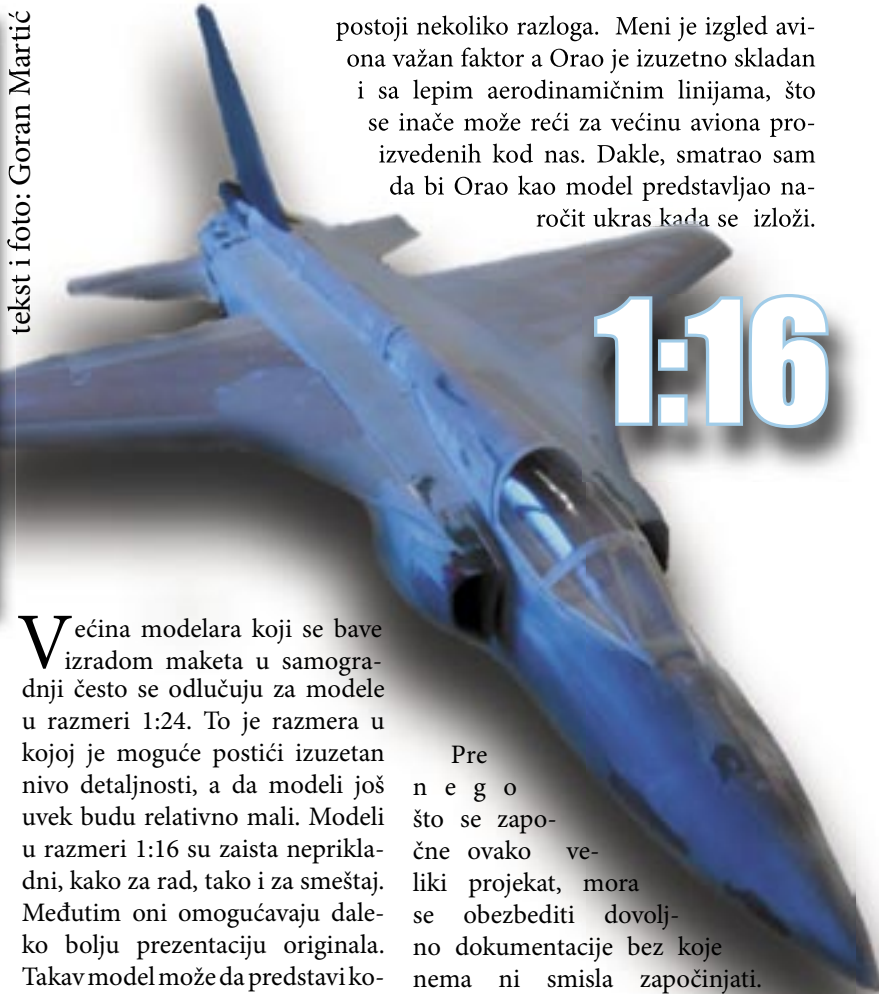 tekst i foto: Goran Martić
postoji nekoliko razloga. Meni je izgled avi-
ona važan faktor a Orao je izuzetno skladan
i sa lepim aerodinamičnim linijama, što
se inače može reći za većinu aviona pro-
izvedenih kod nas. Dakle, smatrao sam
da bi Orao kao model predstavljao na-
ročit ukras kada se izloži.
1:16
Većina modelara koji se bave
izradom maketa u samogra-
dnji često se odlučuju za modele
u razmeri 1:24. To je razmera u
kojoj je moguće postići izuzetan
nivo detaljnosti, a da modeli još
uvek budu relativno mali. Modeli
u razmeri 1:16 su zaista neprikla-
dni, kako za rad, tako i za smeštaj.
Međutim oni omogućavaju dale-
ko bolju prezentaciju originala.
Takav model može da predstavi ko-
Pre
n e g o
što se zapo-
čne ovako ve-
liki projekat, mora
se obezbediti dovolj-
no dokumentacije bez koje
nema ni smisla započinjati.